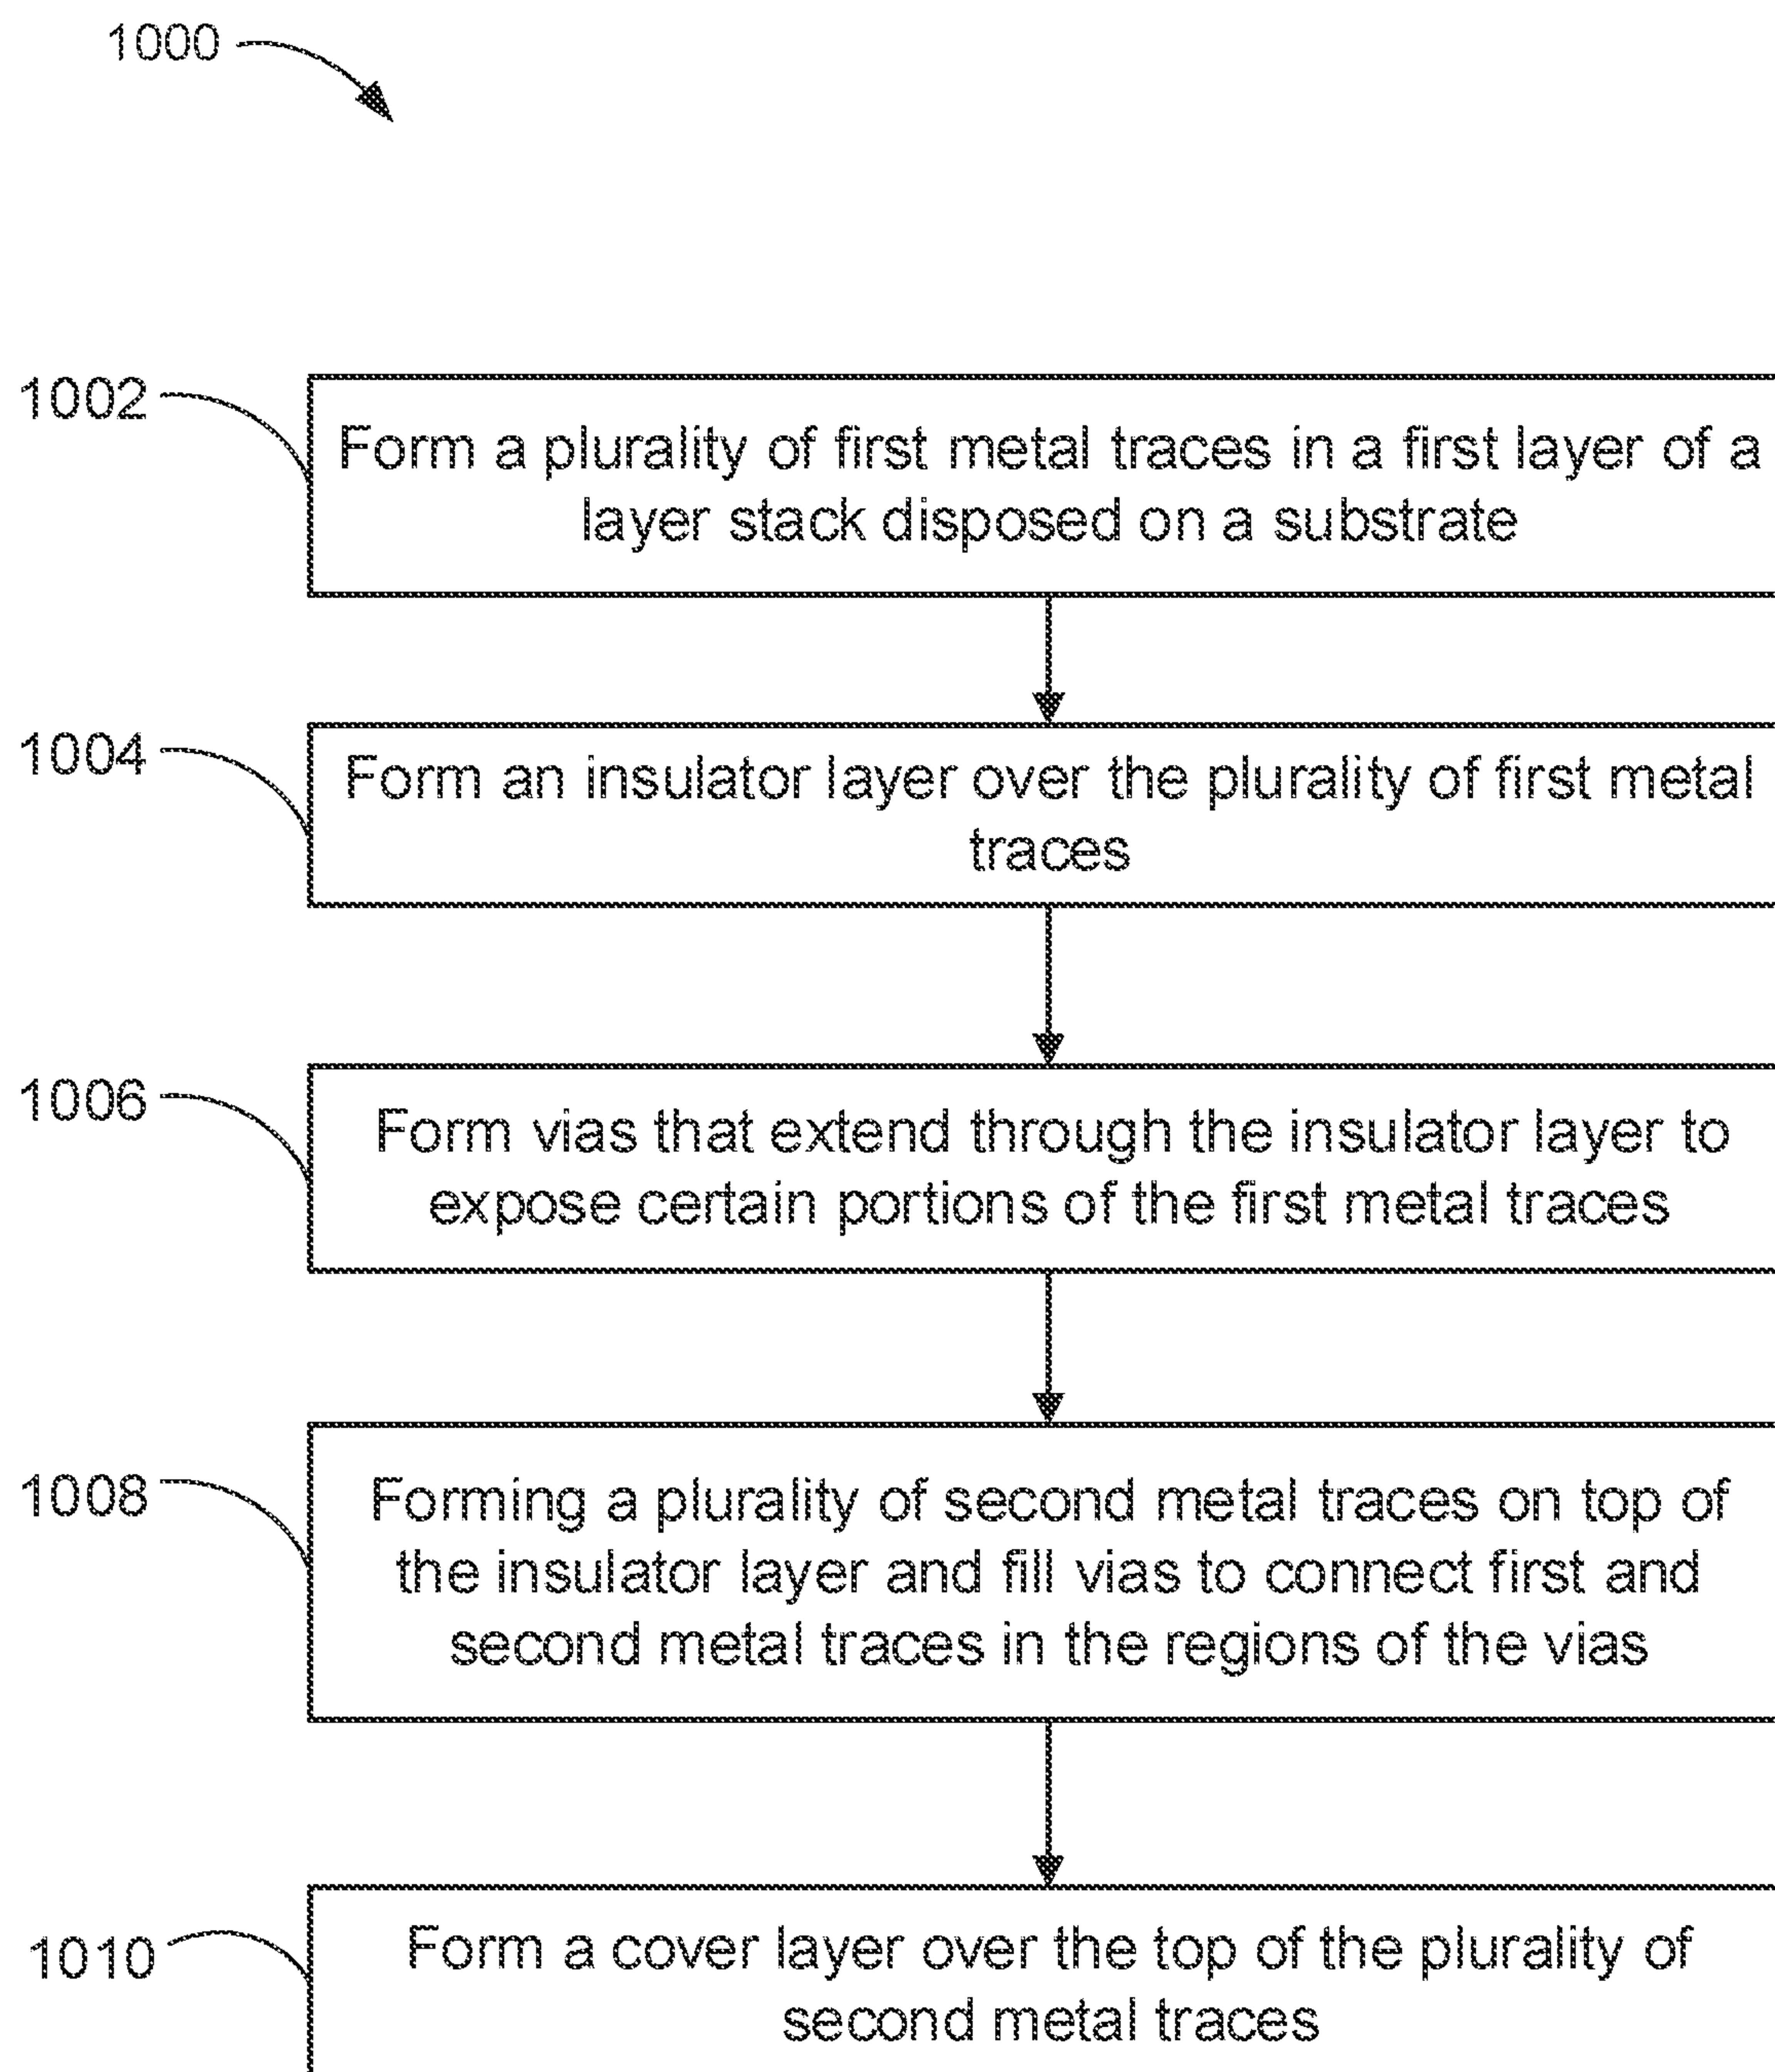 1000
1002
Form a plurality of first metal traces in a first layer of a
layer stack disposed on a substrate
1004
Form an insulator layer over the plurality of first metal
traces
1006
Form vias that extend through the insulator layer to
expose certain portions of the first metal traces
1008
Forming a plurality of second metal traces on top of
the insulator layer and fill vias to connect first and
second metal traces in the regions of the vias
1010
Form a cover layer over the top of the plurality of
second metal traces